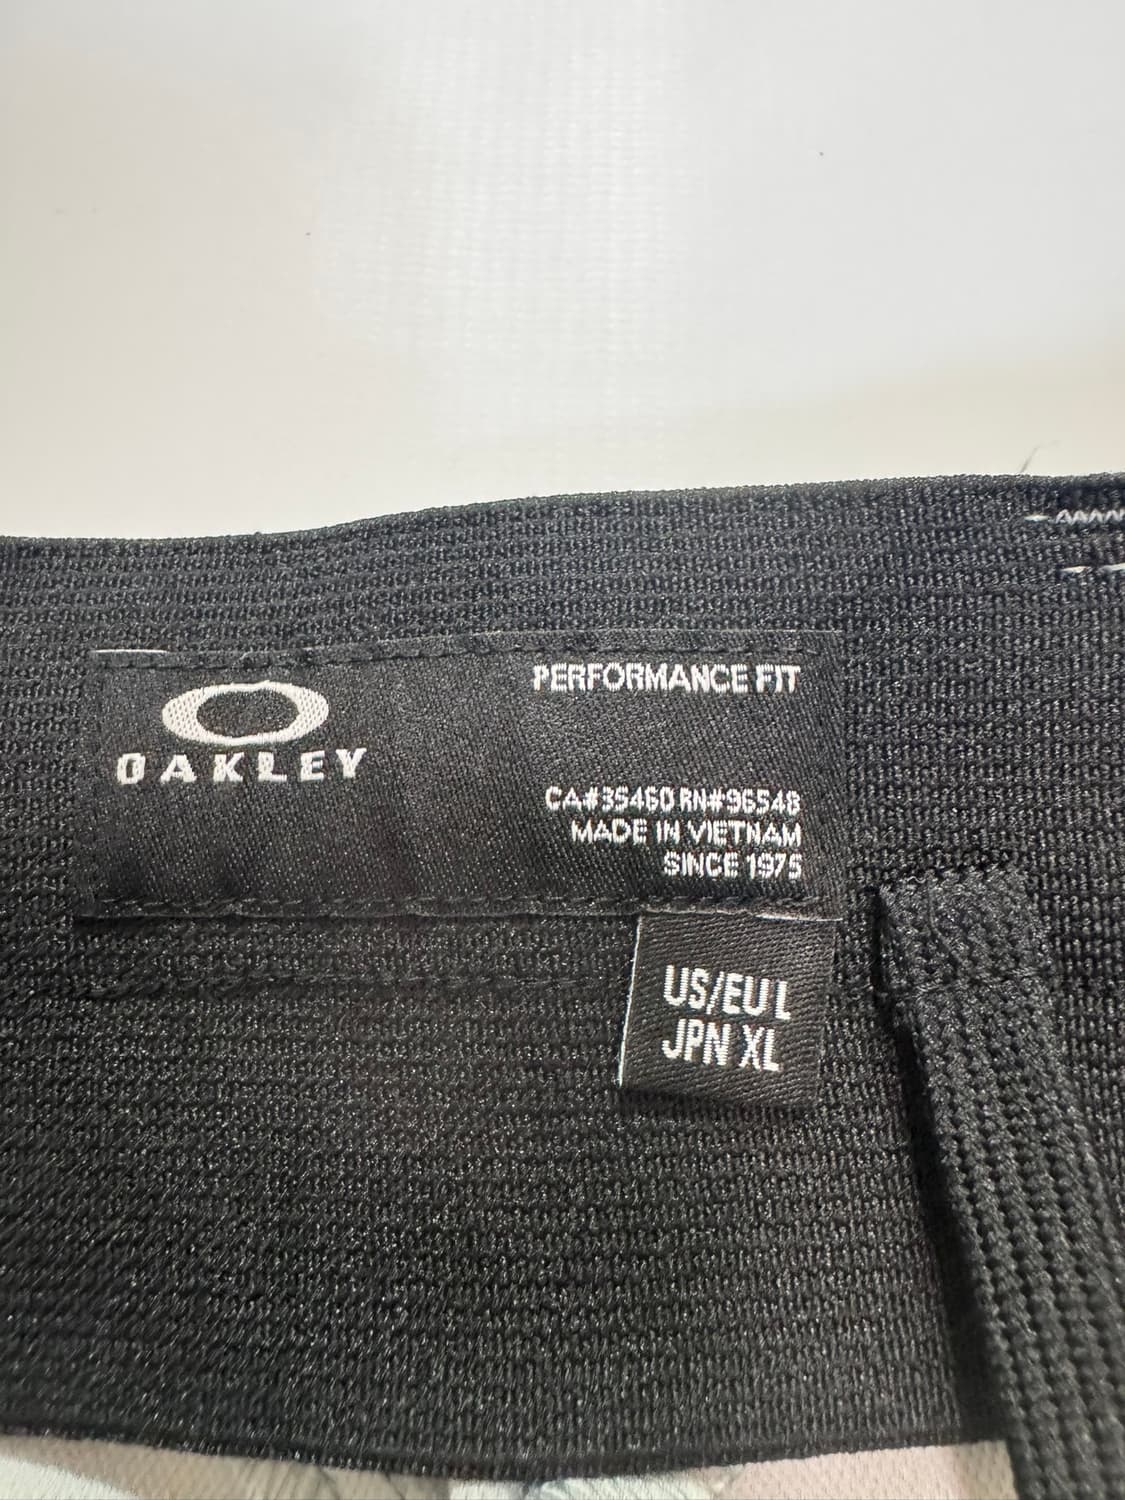 OAKLEY
PERFORMANCE FIT
CA#35460 RN#96548
MADE IN VIETNAM
SINCE 1975
US/EU L
JPN XL